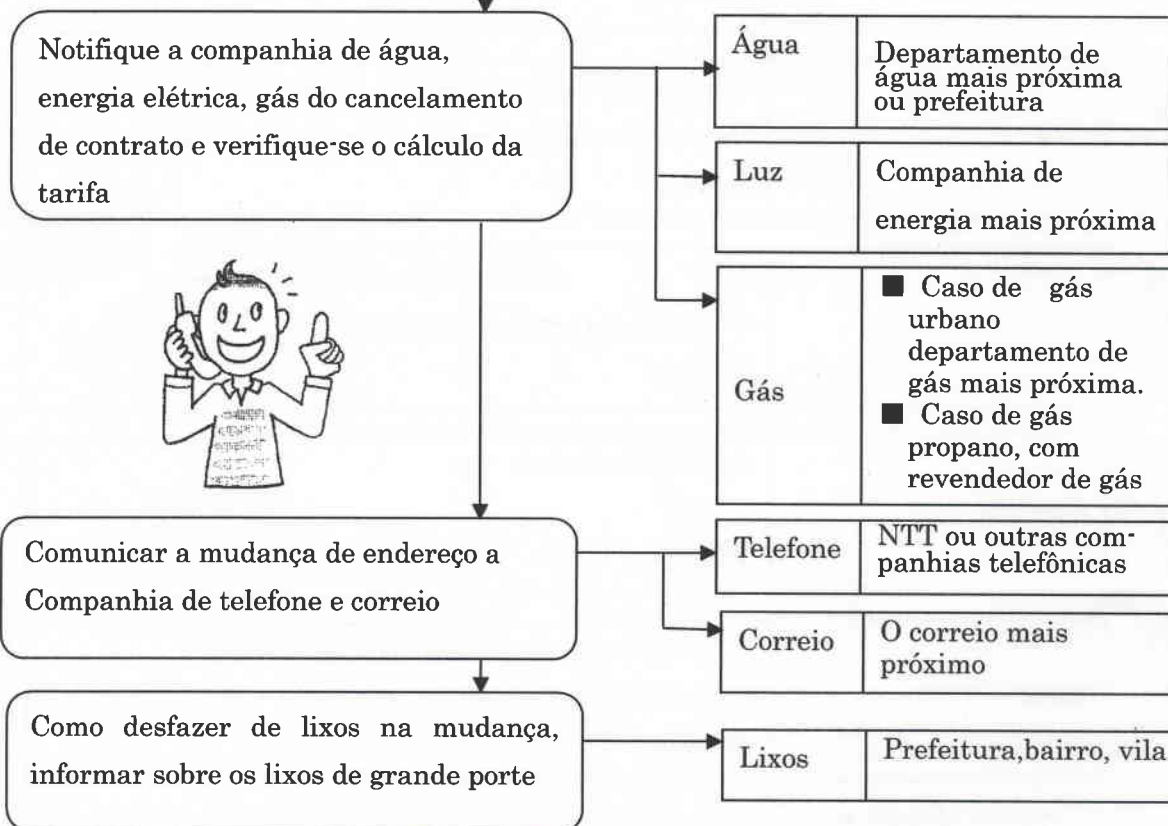 Notifique a companhia de água,
energia elétrica, gás do cancelamento
de contrato e verifique-se o cálculo da
tarifa
Água
Departamento de
água mais próxima
ou prefeitura
Luz
Companhia de
energia mais próxima
Gás
■ Caso de gás
urbano
departamento de
gás mais próxima.
■ Caso de gás
propano, com
revendedor de gás
Comunicar a mudança de endereço a
Companhia de telefone e correio
Telefone
NTT ou outras com-
panhias telefônicas
Correio
O correio mais
próximo
Como desfazer de lixos na mudança,
informar sobre os lixos de grande porte
Lixos
Prefeitura,bairro, vila